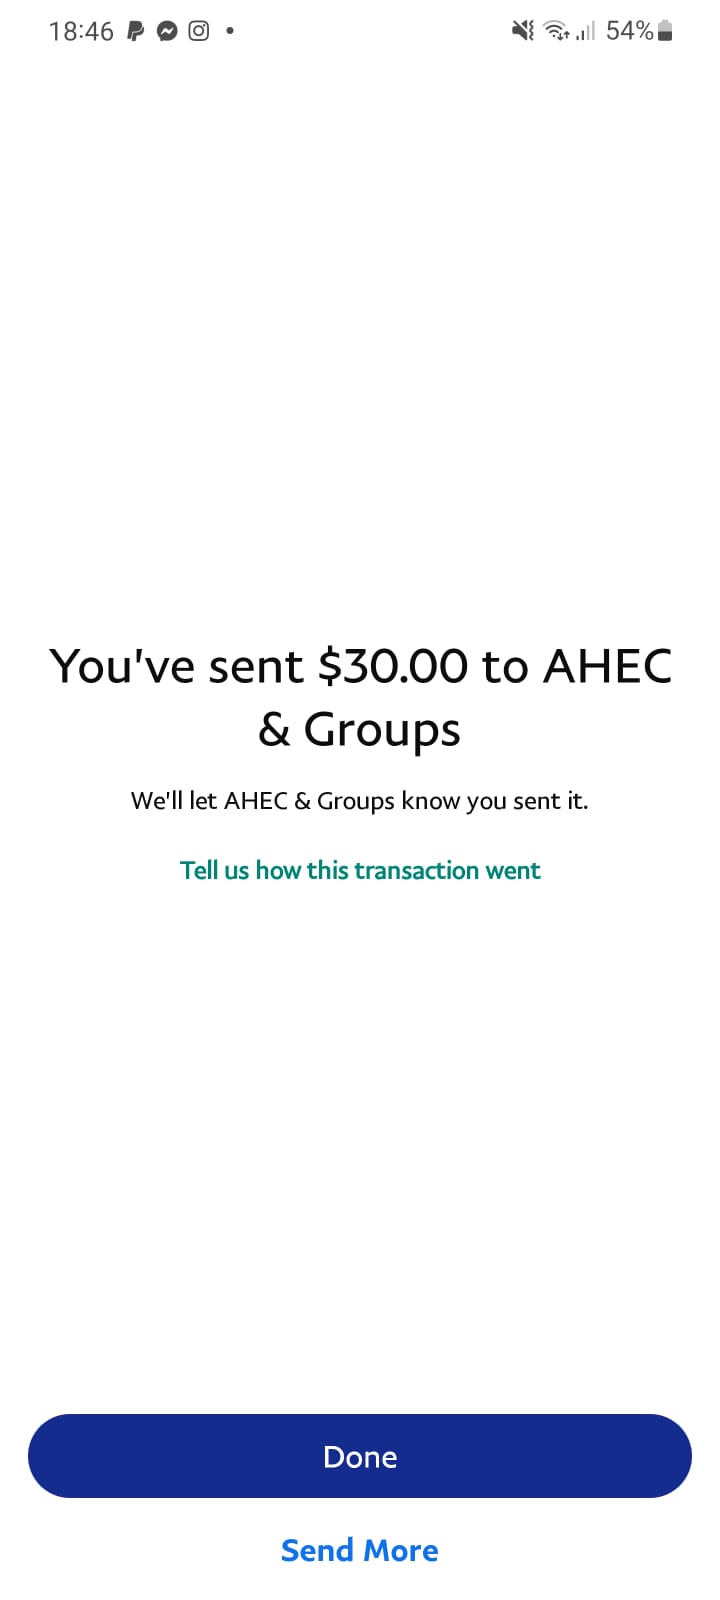 18:46
54%
You've sent $30.00 to AHEC
& Groups
We'll let AHEC & Groups know you sent it.
Tell us how this transaction went
Done
Send More